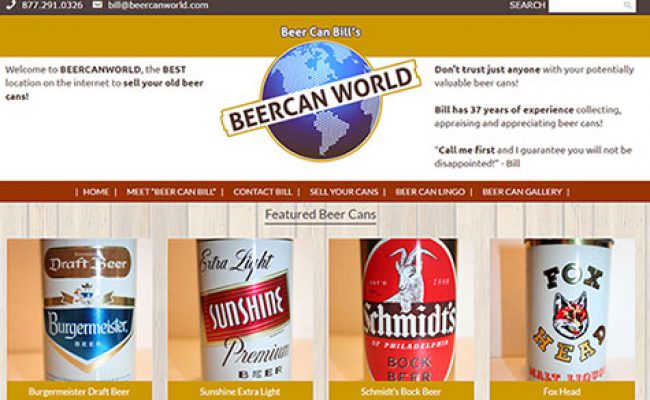 877.291.0326 bill@beercanworld.com SEARCH
Beer Can Bill's
BEERCAN WORLD
Welcome to BEERCANWORLD, the BEST
location on the internet to sell your old beer
cans!
Don't trust just anyone with your potentially
valuable beer cans!
Bill has 37 years of experience collecting,
appraising and appreciating beer cans!
"Call me first and I guarantee you will not be
disappointed!" - Bill
| HOME | MEET "BEER CAN BILL" | CONTACT BILL | SELL YOUR CANS | BEER CAN LINGO | BEER CAN GALLERY |
Featured Beer Cans
Draft Beer
Burgermeister
BEER
Burgermeister Draft Beer
Extra Light
SUNSHINE
Premium
BEER
Sunshine Extra Light
Schmidt's
OF PHILADELPHIA
BOCK
BEER
Schmidt's Bock Beer
FOX
HEAD
MALT LIQUOR
Fox Head